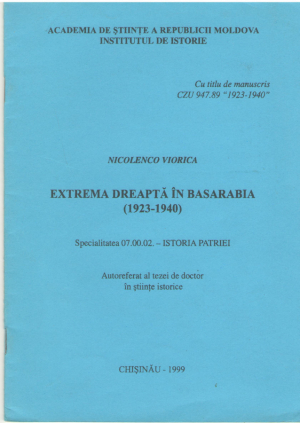 ACADEMIA DE ŞTIINŢE A REPUBLICII MOLDOVA
INSTITUTUL DE ISTORIE
Cu titlu de manuscris
CZU 947.89 "1923-1940"
NICOLENCO VIORICA
EXTREMA DREAPTĂ ÎN BASARABIA
(1923-1940)
Specialitatea 07.00.02. – ISTORIA PATRIEI
Autoreferat al tezei de doctor
în ştiinţe istorice
CHIŞINĂU - 1999